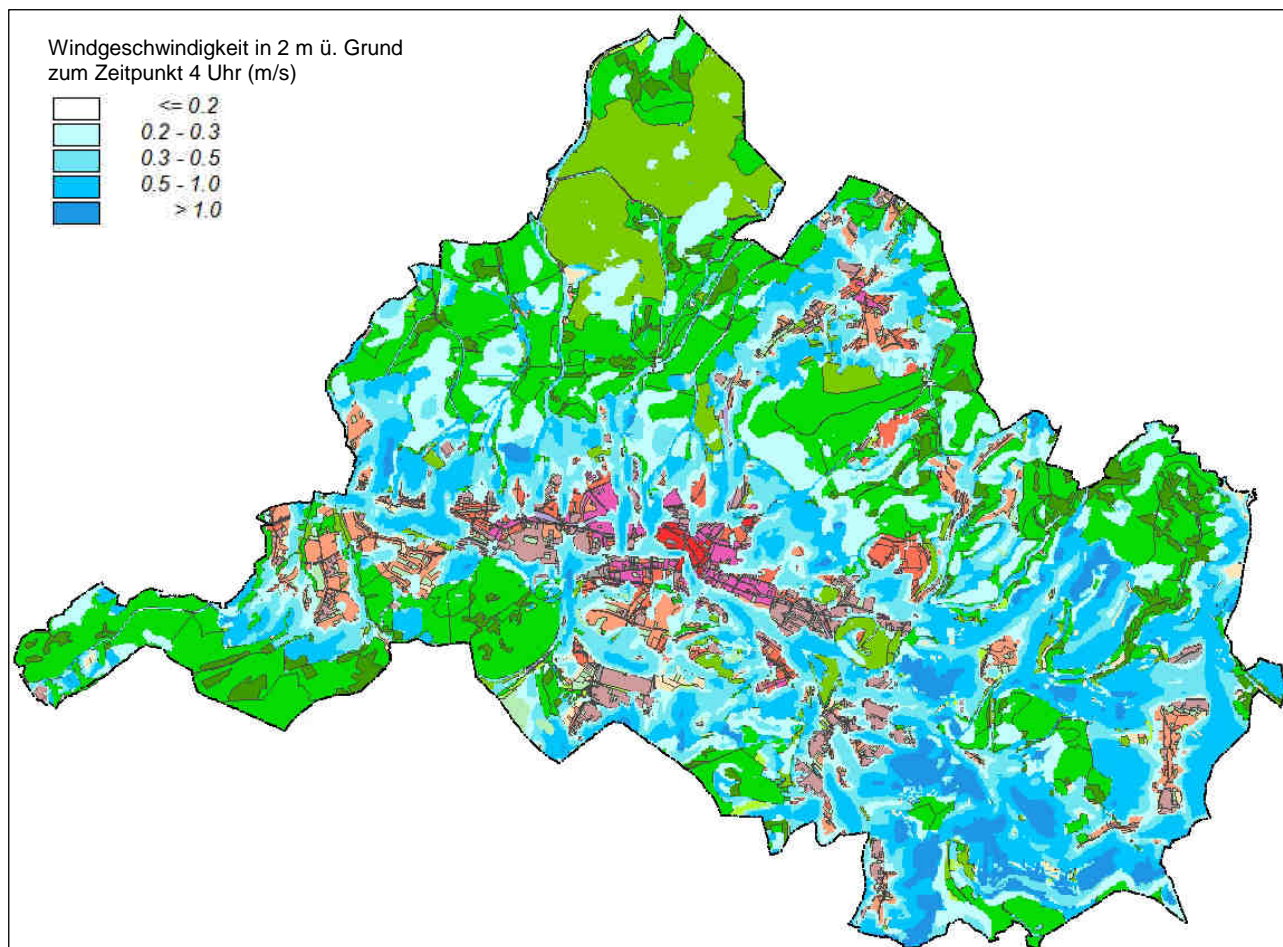 Windgeschwindigkeit in 2 m ü. Grund
zum Zeitpunkt 4 Uhr (m/s)
<= 0.2
0.2 - 0.3
0.3 - 0.5
0.5 - 1.0
> 1.0